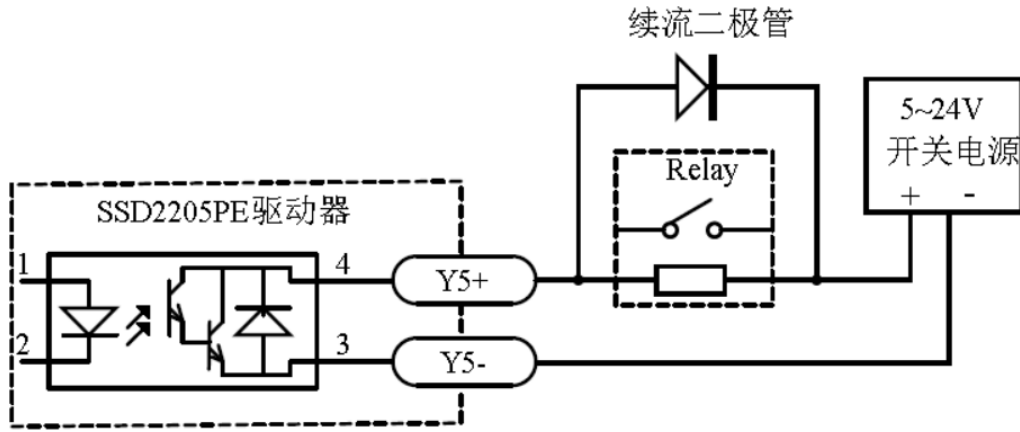 续流二极管
5~24V
开关电源
+ -
Relay
SSD2205PE驱动器
1
4
Y5+
2
3
Y5-